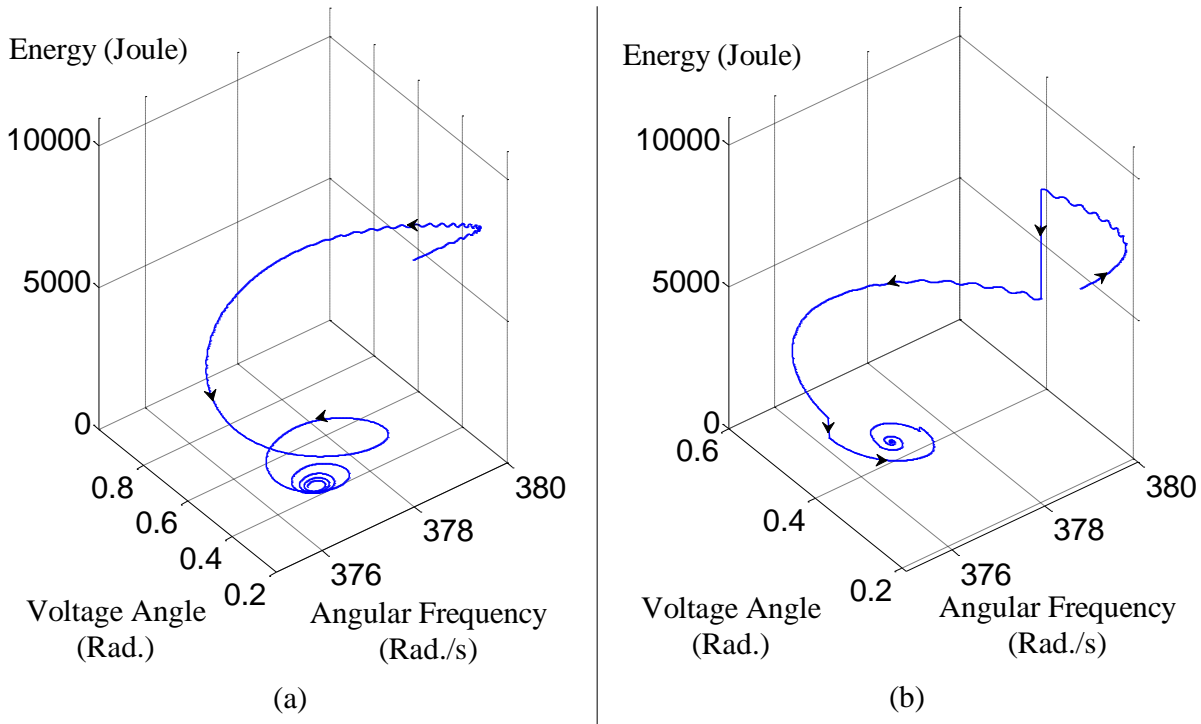 Energy (Joule)
10000
5000
0
0.8
0.6
0.4
0.2
376
378
380
Voltage Angle
(Rad.)
Angular Frequency
(Rad./s)
(a)
Energy (Joule)
10000
5000
0
0.6
0.4
0.2
376
378
380
Voltage Angle
(Rad.)
Angular Frequency
(Rad./s)
(b)